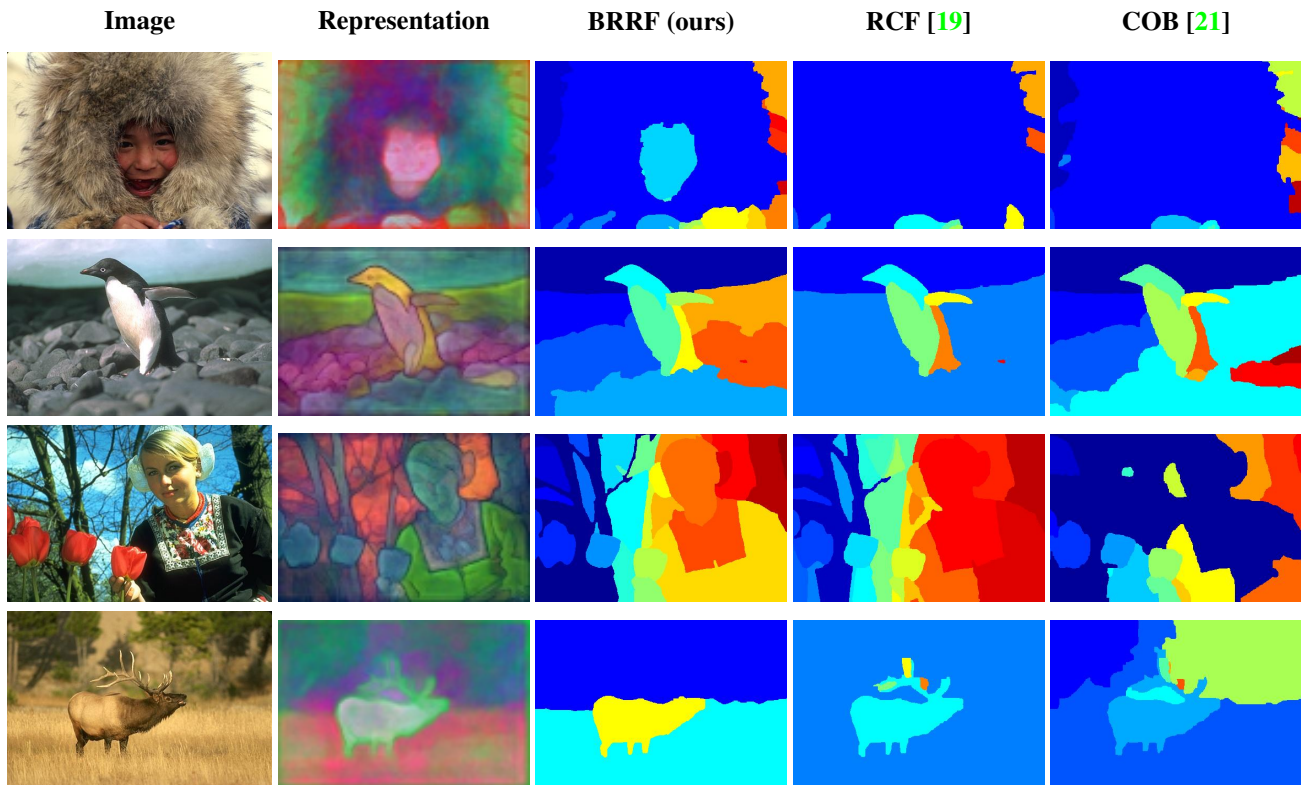 Image Representation BRRF (ours) RCF [19] COB [21]